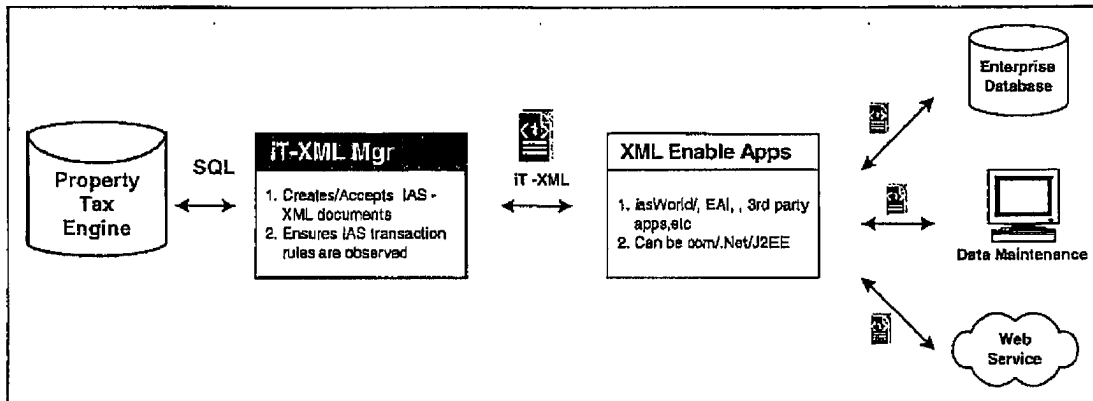 Property
Tax
Engine
SQL
iT-XML Mgr
1. Creates/Accepts IAS -
XML documents
2. Ensures IAS transaction
rules are observed
iT -XML
XML Enable Apps
1. iasWorld/, EAI, , 3rd party
apps,etc
2. Can be com/.Net/J2EE
Enterprise
Database
Data Maintenance
Web
Service